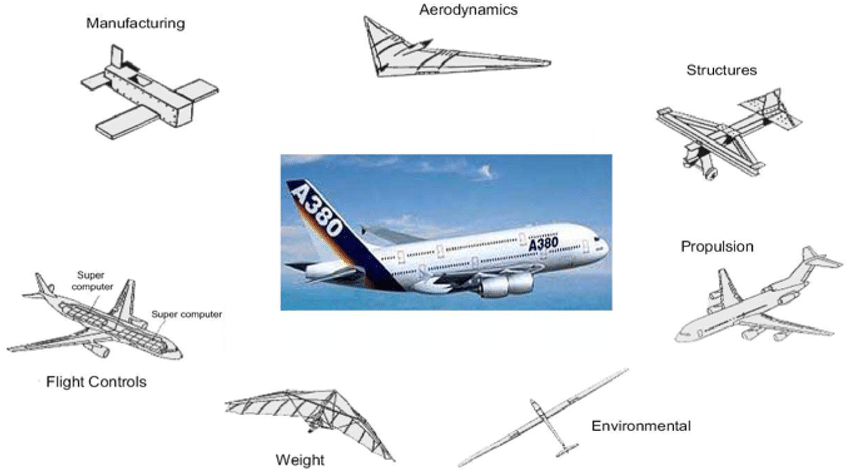 Aerodynamics
Manufacturing
Structures
A380
A380
Propulsion
Super
computer
Super computer
Flight Controls
Environmental
Weight